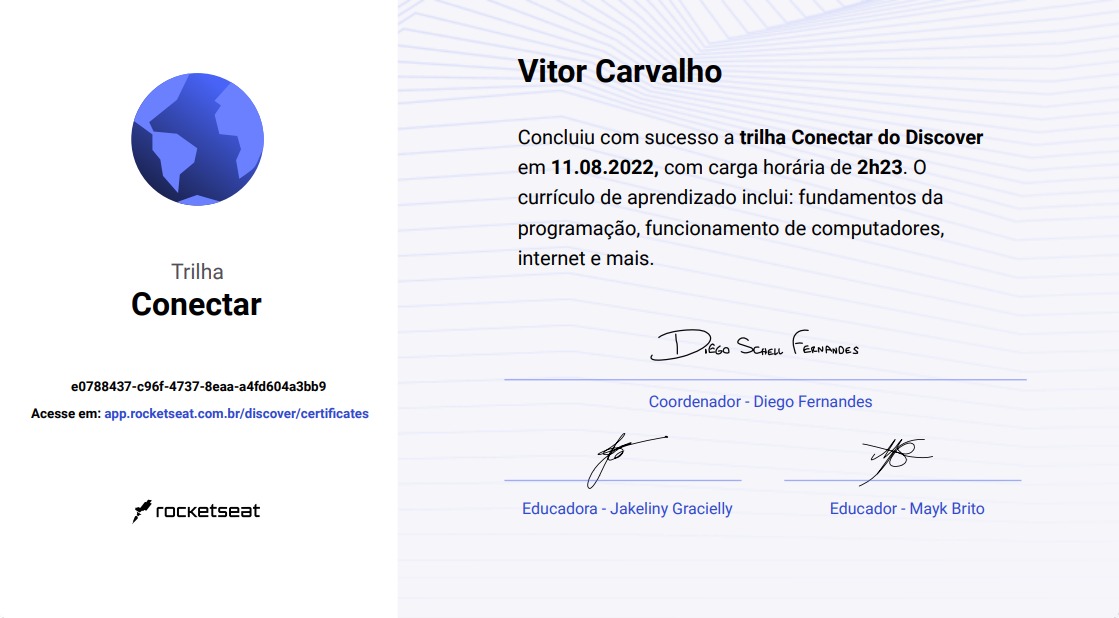 Trilha
Conectar
e0788437-c96f-4737-8eaa-a4fd604a3bb9
Acesse em: app.rocketseat.com.br/discover/certificates
rocketseat
Vitor Carvalho
Concluiu com sucesso a trilha Conectar do Discover
em 11.08.2022, com carga horária de 2h23. O
currículo de aprendizado inclui: fundamentos da
programação, funcionamento de computadores,
internet e mais.
Diego Schell Fernandes
Coordenador - Diego Fernandes
Educadora - Jakeliny Gracielly
Educador - Mayk Brito